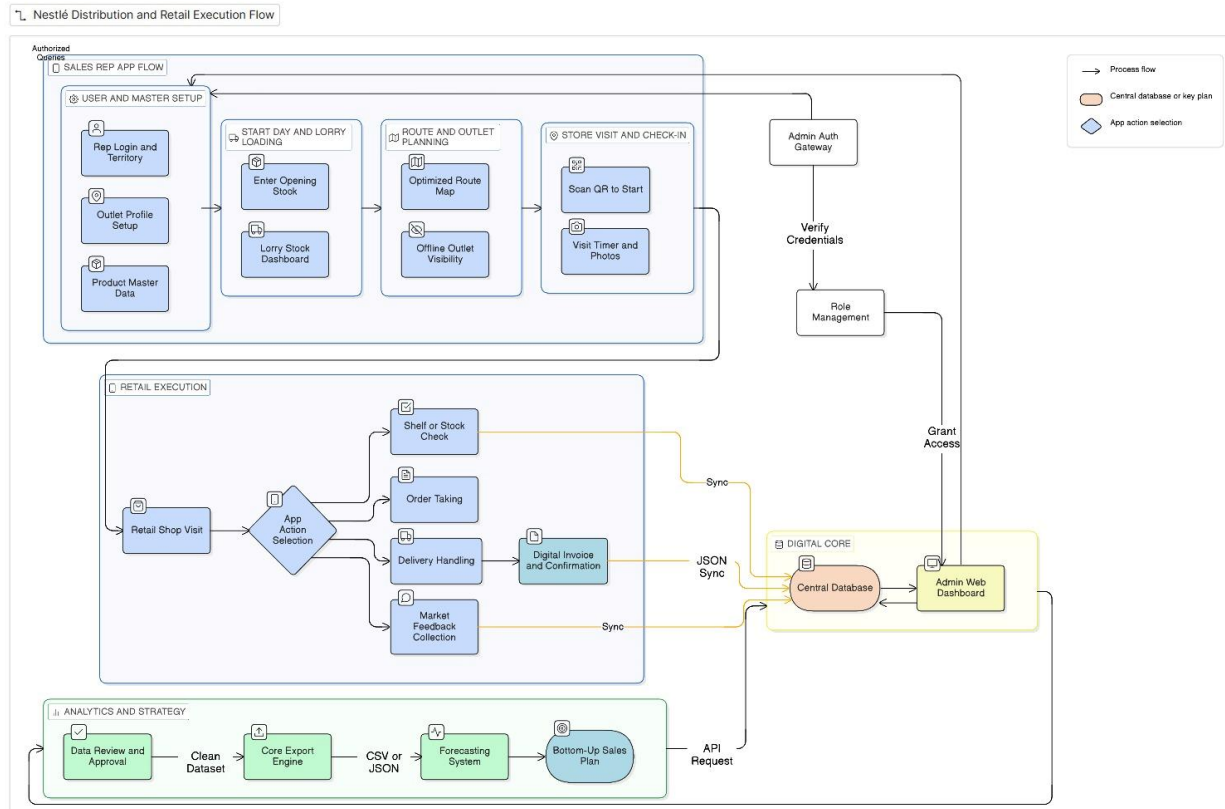 Nestlé Distribution and Retail Execution Flow
Authorized
Queries
SALES REP APP FLOW
USER AND MASTER SETUP
Rep Login and
Territory
Outlet Profile
Setup
Product Master
Data
START DAY AND LORRY
LOADING
Enter Opening
Stock
Lorry Stock
Dashboard
ROUTE AND OUTLET
PLANNING
Optimized Route
Map
Offline Outlet
Visibility
STORE VISIT AND CHECK-IN
Scan QR to Start
Visit Timer and
Photos
Admin Auth
Gateway
Verify
Credentials
Role
Management
Grant
Access
Process flow
Central database or key plan
App action selection
RETAIL EXECUTION
Retail Shop Visit
App
Action
Selection
Shelf or Stock
Check
Order Taking
Delivery Handling
Digital Invoice
and Confirmation
Market
Feedback
Collection
Sync
JSON
Sync
Sync
DIGITAL CORE
Central Database
Admin Web
Dashboard
ANALYTICS AND STRATEGY
Data Review and
Approval
Clean
Dataset
Core Export
Engine
CSV or
JSON
Forecasting
System
Bottom-Up Sales
Plan
API
Request